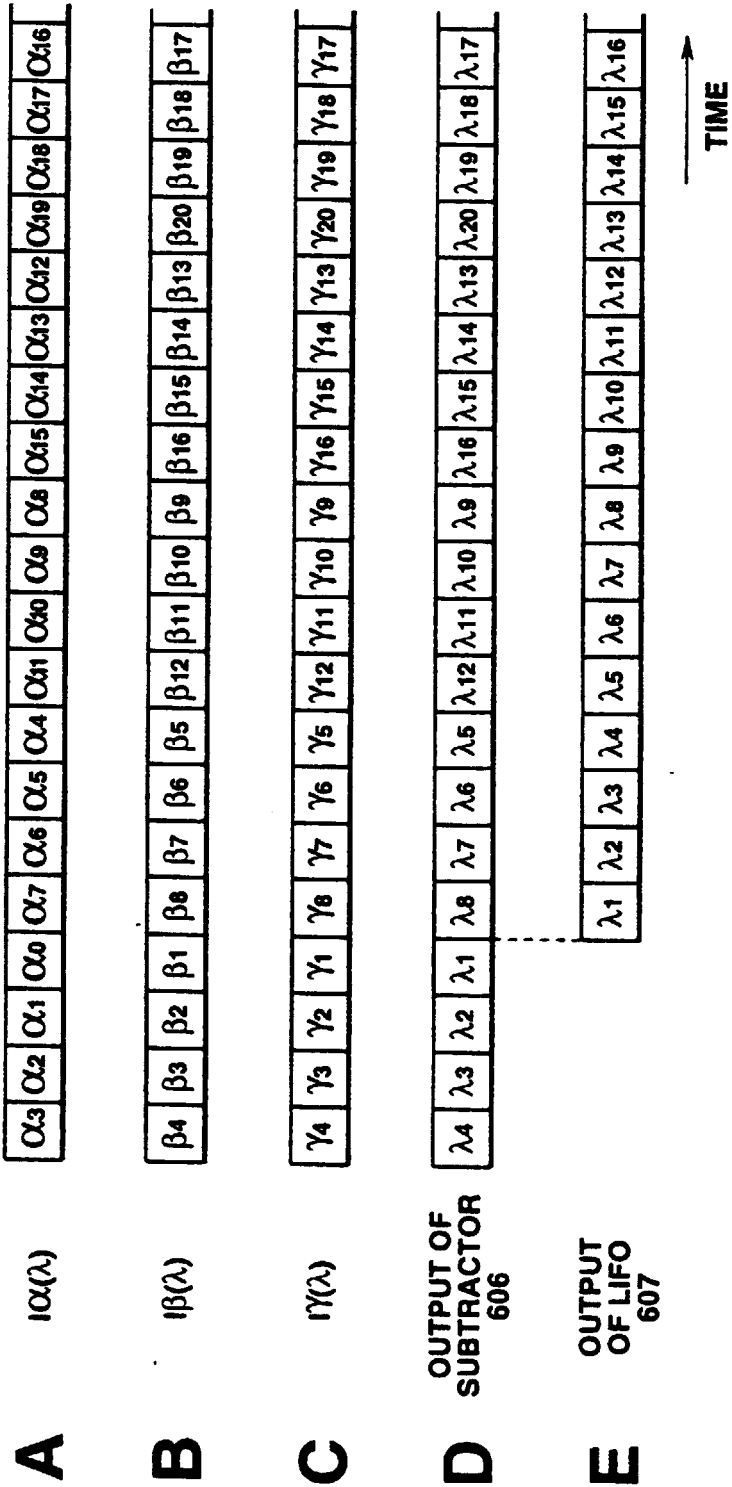 A Iα(λ) α3 α2 α1 α0 α7 α6 α5 α4 α11 α10 α9 α8 α15 α14 α13 α12 α19 α18 α17 α16
B Iβ(λ) β4 β3 β2 β1 β8 β7 β6 β5 β12 β11 β10 β9 β16 β15 β14 β13 β20 β19 β18 β17
C Iγ(λ) γ4 γ3 γ2 γ1 γ8 γ7 γ6 γ5 γ12 γ11 γ10 γ9 γ16 γ15 γ14 γ13 γ20 γ19 γ18 γ17
D OUTPUT OF
SUBTRACTOR
606
λ4 λ3 λ2 λ1 λ8 λ7 λ6 λ5 λ12 λ11 λ10 λ9 λ16 λ15 λ14 λ13 λ20 λ19 λ18 λ17
E OUTPUT
OF LIFO
607
λ1 λ2 λ3 λ4 λ5 λ6 λ7 λ8 λ9 λ10 λ11 λ12 λ13 λ14 λ15 λ16
TIME